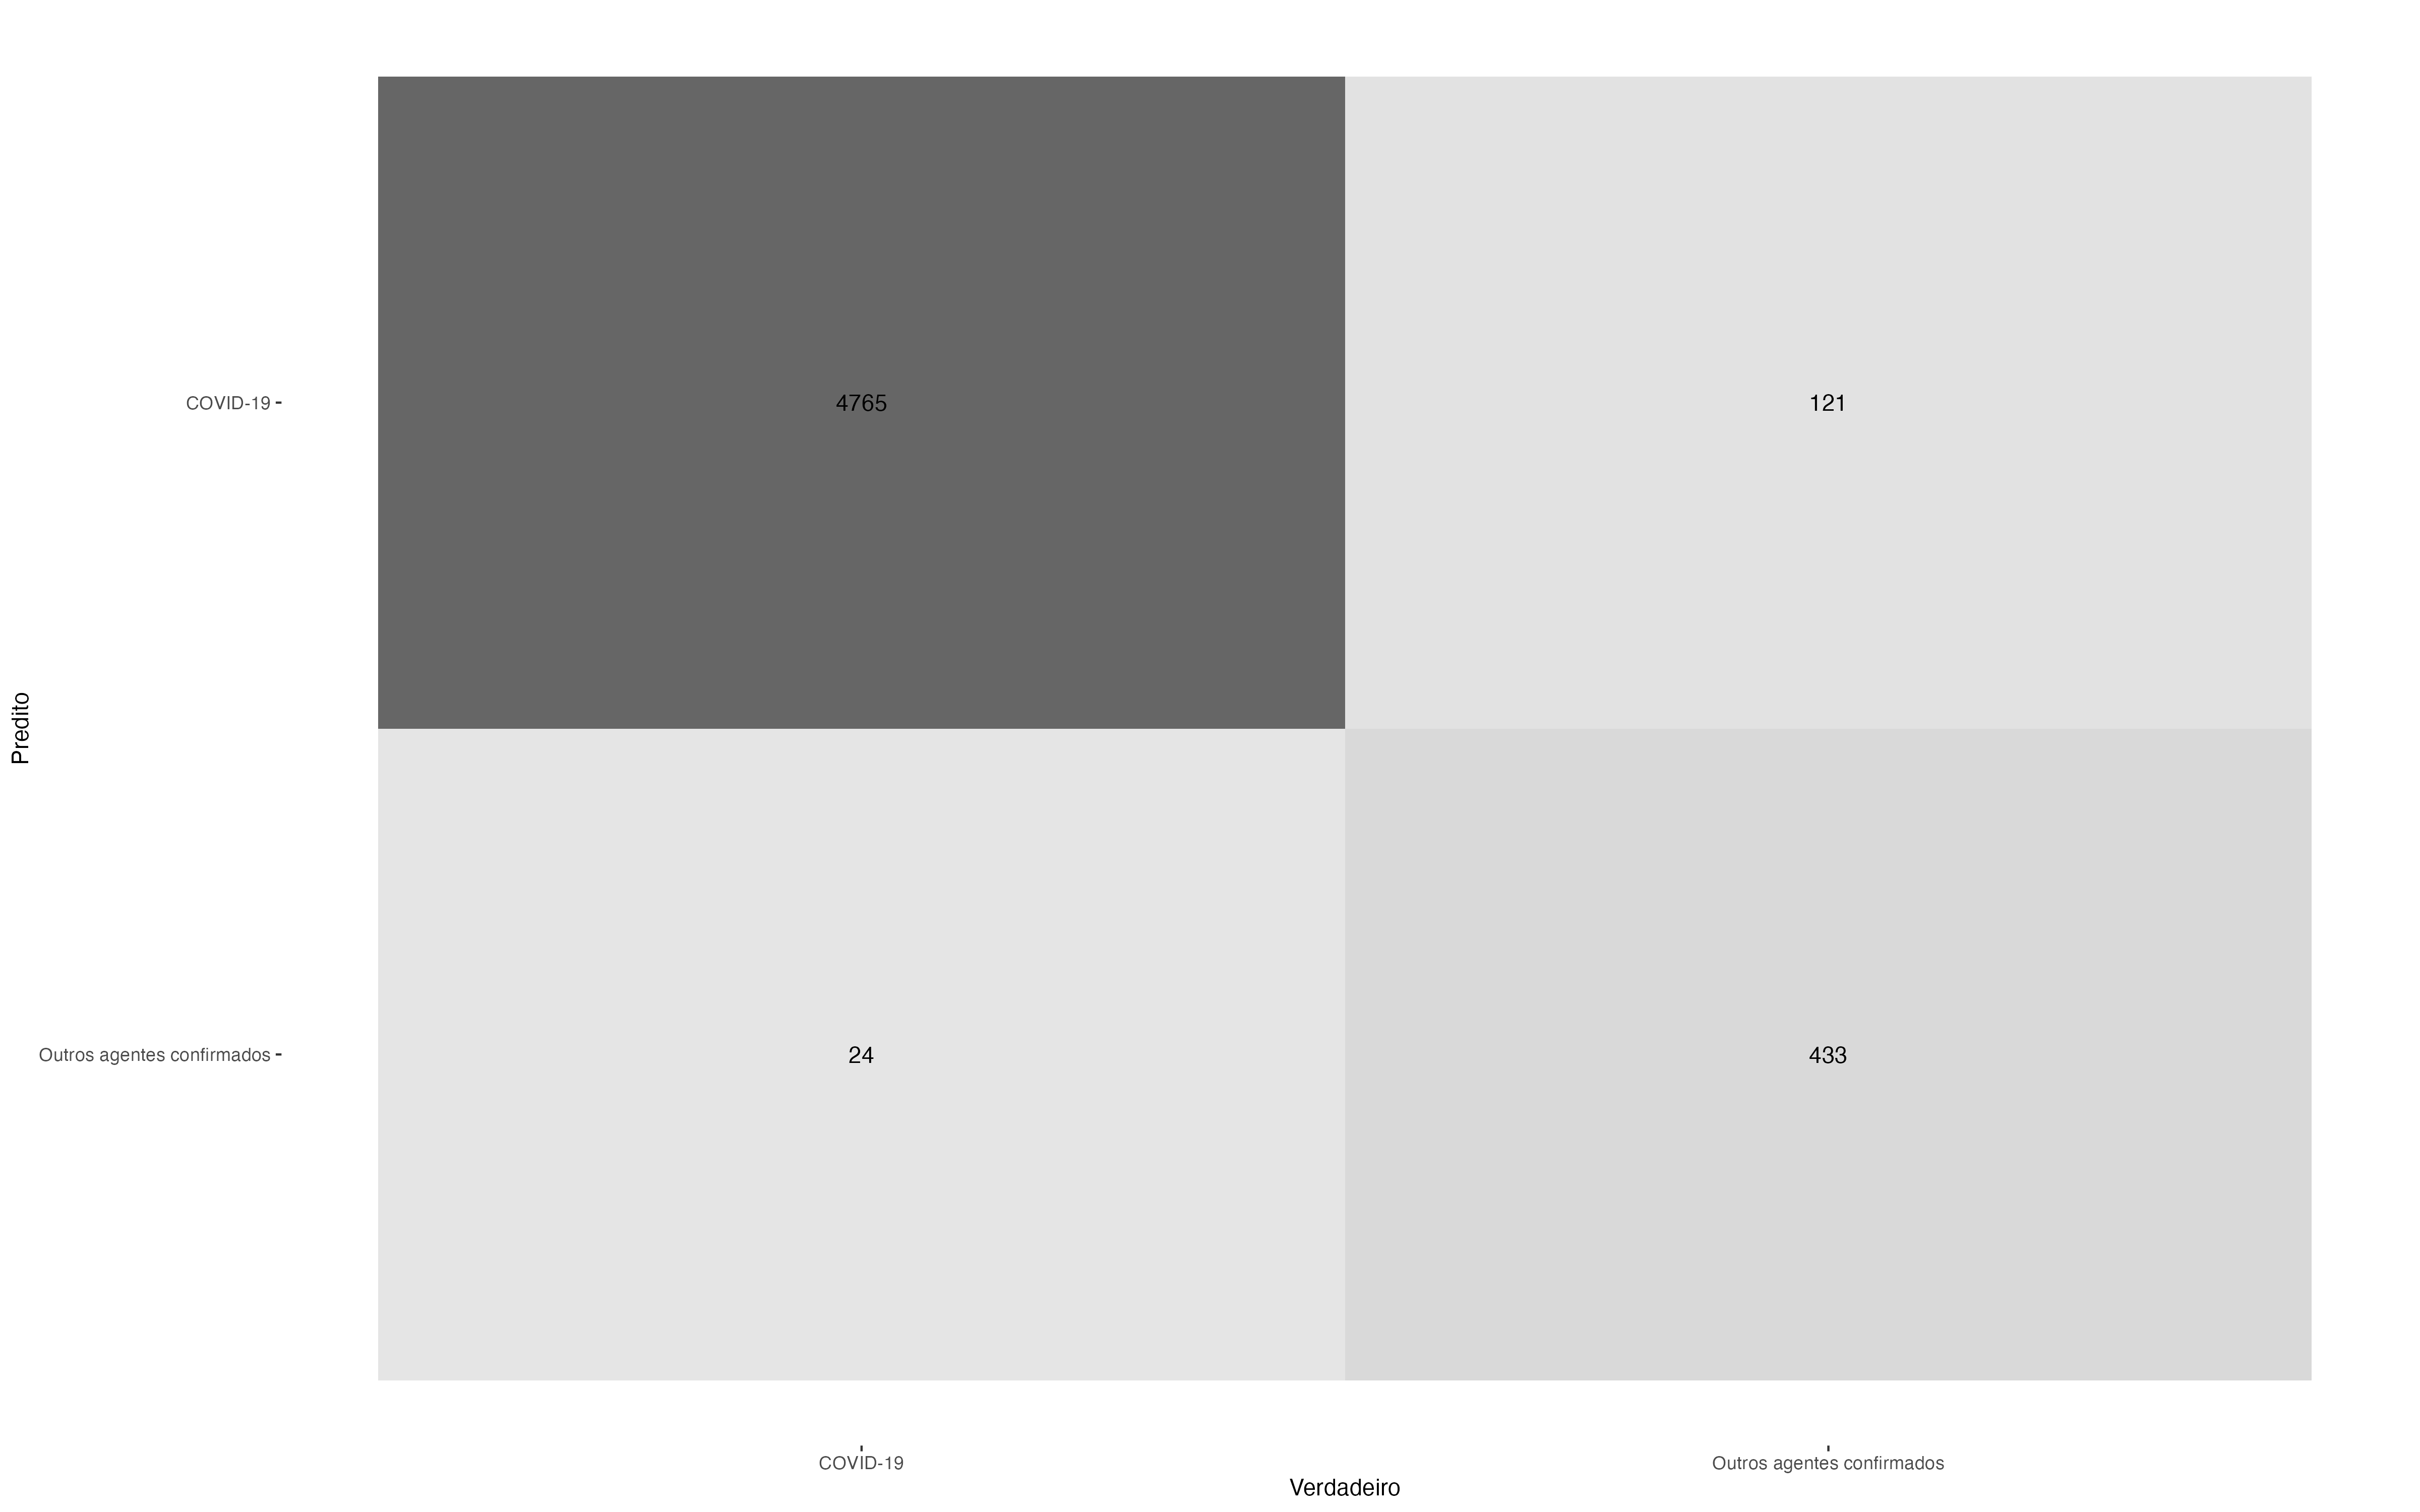 Predito
COVID-19
4765
121
Outros agentes confirmados
24
433
COVID-19
Outros agentes confirmados
Verdadeiro